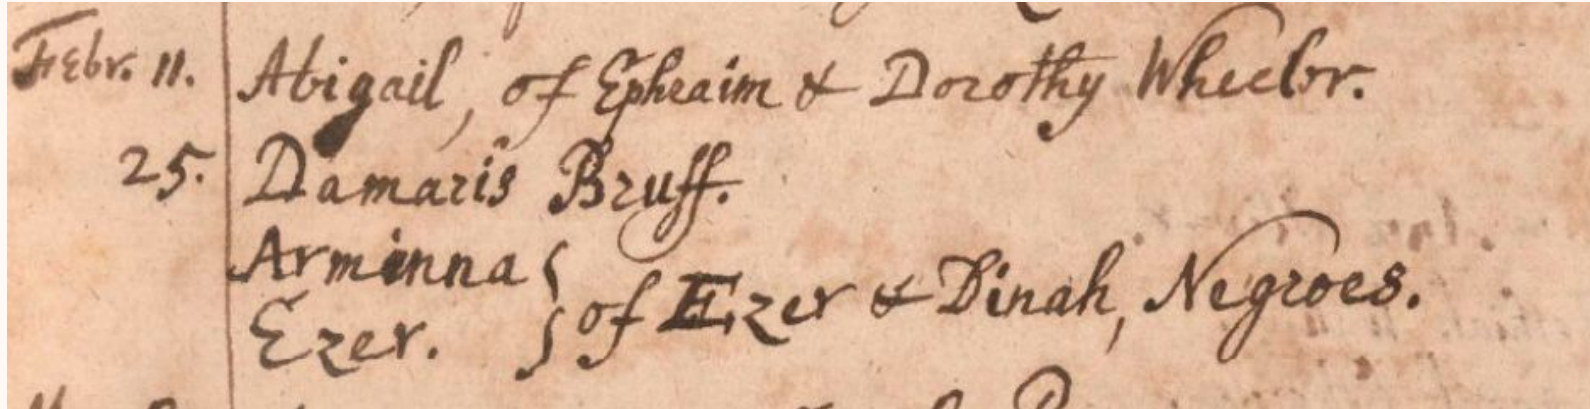 Febr. 11. Abigail, of Ephraim & Dorothy Wheeler.
25. Damaris Bruff.
Arminna }
Ezer. } of Ezer & Dinah, Negroes.